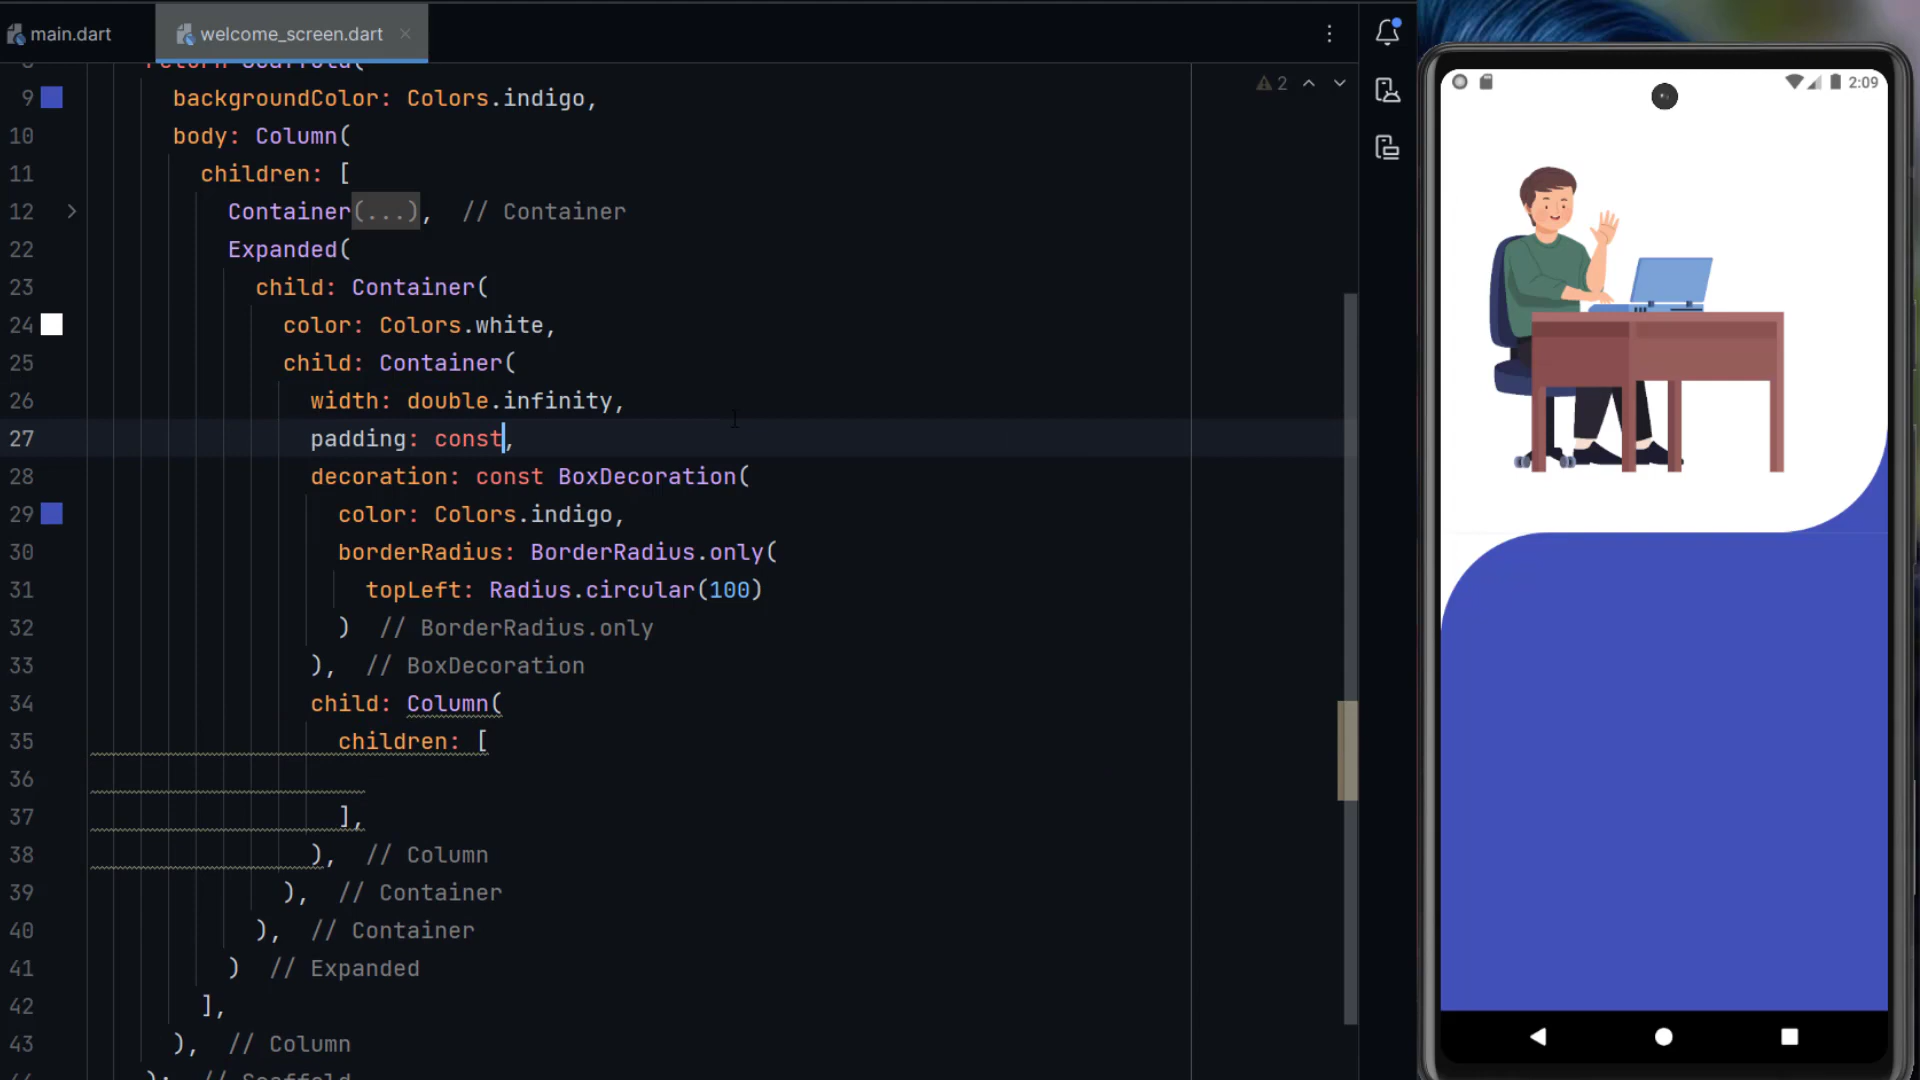 main.dart
welcome_screen.dart
return Scaffold(
9 backgroundColor: Colors.indigo,
10 body: Column(
11 children: [
12 Container(...), // Container
22 Expanded(
23 child: Container(
24 color: Colors.white,
25 child: Container(
26 width: double.infinity,
27 padding: const,
28 decoration: const BoxDecoration(
29 color: Colors.indigo,
30 borderRadius: BorderRadius.only(
31 topLeft: Radius.circular(100)
32 ) // BorderRadius.only
33 ), // BoxDecoration
34 child: Column(
35 children: [
36
37 ],
38 ), // Column
39 ), // Container
40 ), // Container
41 ) // Expanded
42 ],
43 ), // Column
); // Scaffold
2
2:09